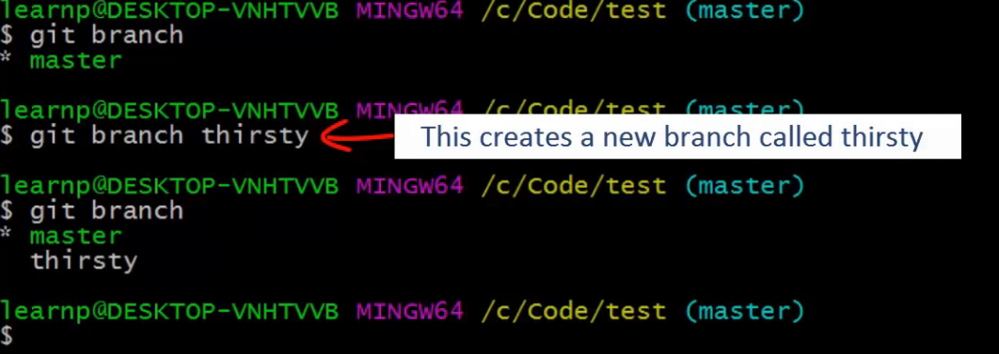 learnp@DESKTOP-VNHTVVB MINGW64 /c/Code/test (master)
$ git branch
* master
learnp@DESKTOP-VNHTVVB MINGW64 /c/Code/test (master)
$ git branch thirsty
This creates a new branch called thirsty
learnp@DESKTOP-VNHTVVB MINGW64 /c/Code/test (master)
$ git branch
* master
thirsty
learnp@DESKTOP-VNHTVVB MINGW64 /c/Code/test (master)
$